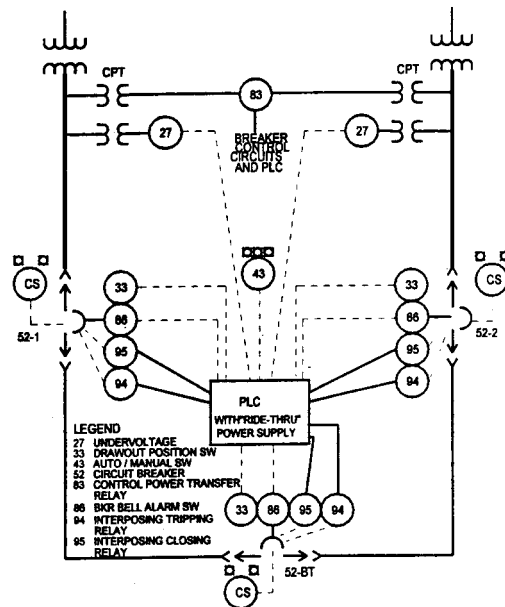 CPT
CPT
83
27
27
BREAKER
CONTROL
CIRCUITS
AND PLC
43
CS
33
33
CS
86
86
52-1
52-2
95
95
94
94
PLC
WITH "RIDE-THRU"
POWER SUPPLY
LEGEND
27 UNDERVOLTAGE
33 DRAWOUT POSITION SW
43 AUTO / MANUAL SW
52 CIRCUIT BREAKER
83 CONTROL POWER TRANSFER
RELAY
86 BKR BELL ALARM SW
94 INTERPOSING TRIPPING
RELAY
95 INTERPOSING CLOSING
RELAY
33
86
95
94
52-BT
CS